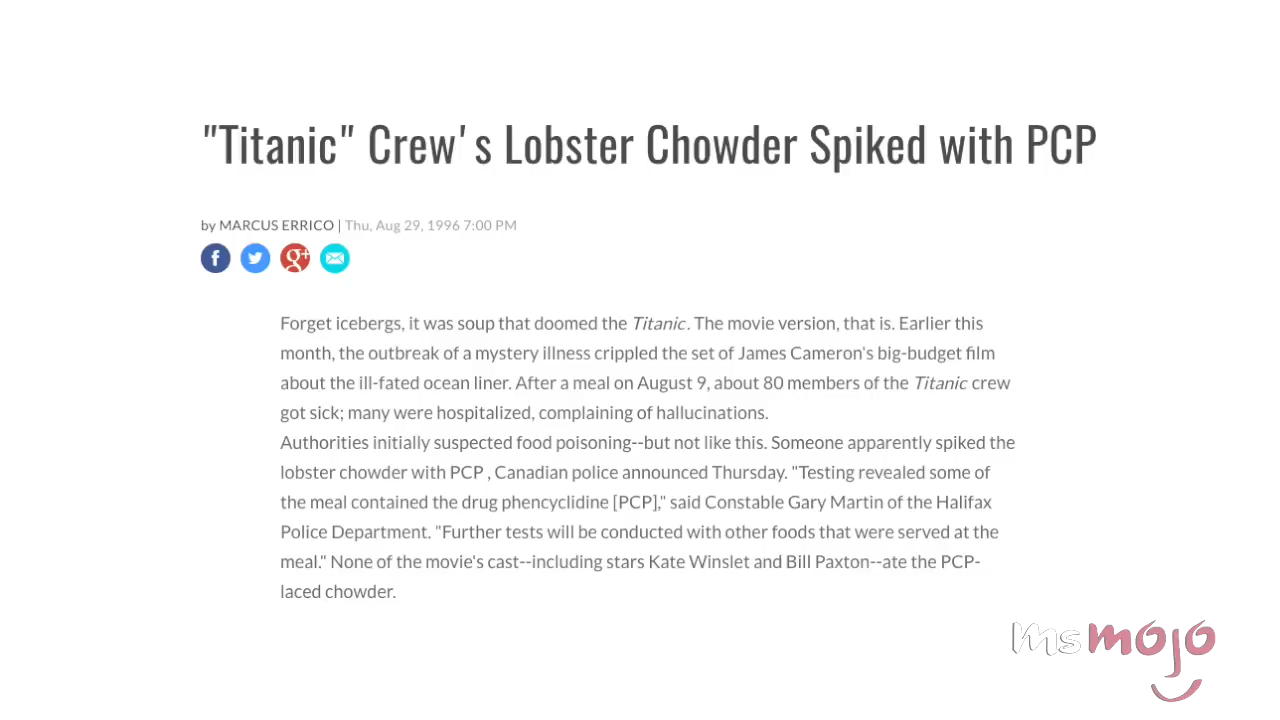 "Titanic" Crew's Lobster Chowder Spiked with PCP
by MARCUS ERRICO | Thu, Aug 29, 1996 7:00 PM
Forget icebergs, it was soup that doomed the Titanic. The movie version, that is. Earlier this
month, the outbreak of a mystery illness crippled the set of James Cameron's big-budget film
about the ill-fated ocean liner. After a meal on August 9, about 80 members of the Titanic crew
got sick; many were hospitalized, complaining of hallucinations.
Authorities initially suspected food poisoning--but not like this. Someone apparently spiked the
lobster chowder with PCP , Canadian police announced Thursday. "Testing revealed some of
the meal contained the drug phencyclidine [PCP]," said Constable Gary Martin of the Halifax
Police Department. "Further tests will be conducted with other foods that were served at the
meal." None of the movie's cast--including stars Kate Winslet and Bill Paxton--ate the PCP-
laced chowder.
msmojo